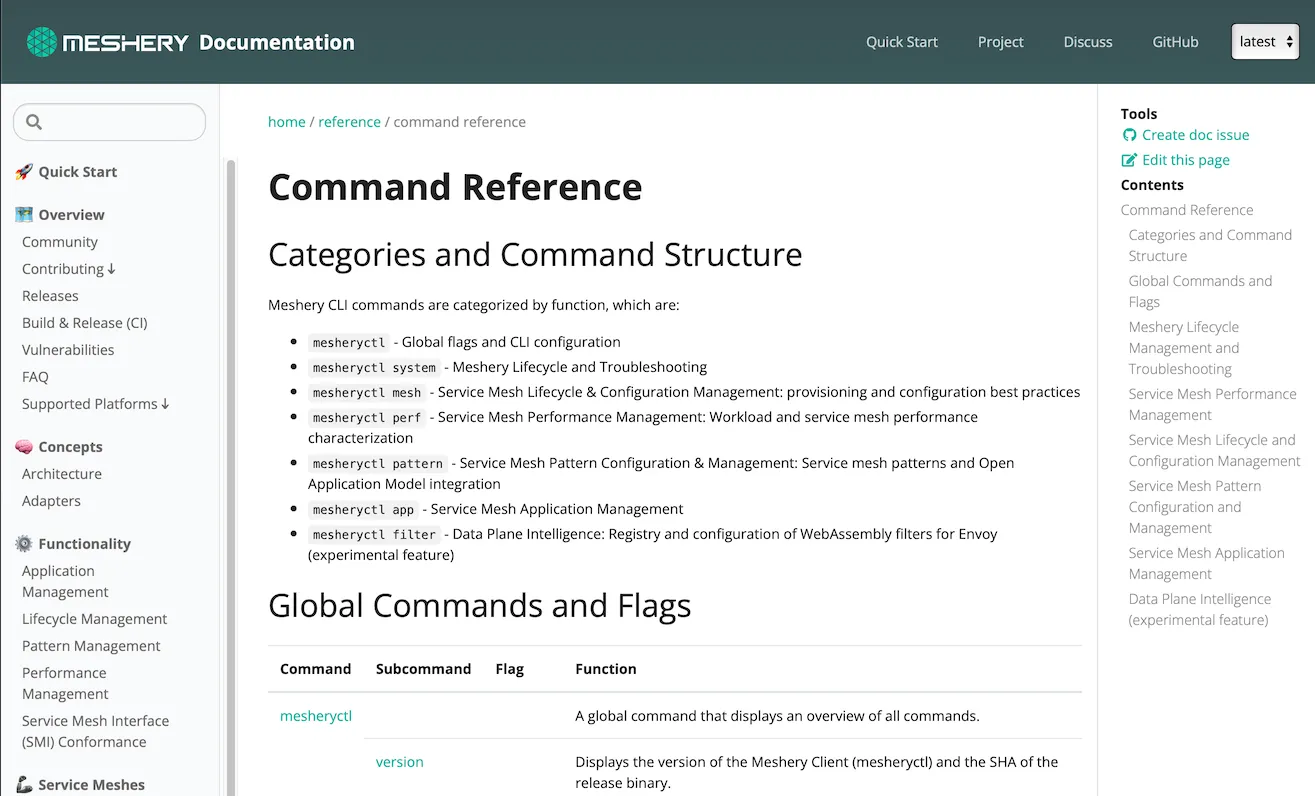 MESHERY Documentation
Quick Start
Project
Discuss
GitHub
latest
Quick Start
Overview
Community
Contributing ↓
Releases
Build & Release (CI)
Vulnerabilities
FAQ
Supported Platforms ↓
Concepts
Architecture
Adapters
Functionality
Application
Management
Lifecycle Management
Pattern Management
Performance
Management
Service Mesh Interface
(SMI) Conformance
Service Meshes
home / reference / command reference
Command Reference
Categories and Command Structure
Meshery CLI commands are categorized by function, which are:
mesheryctl - Global flags and CLI configuration
mesheryctl system - Meshery Lifecycle and Troubleshooting
mesheryctl mesh - Service Mesh Lifecycle & Configuration Management: provisioning and configuration best practices
mesheryctl perf - Service Mesh Performance Management: Workload and service mesh performance
characterization
mesheryctl pattern - Service Mesh Pattern Configuration & Management: Service mesh patterns and Open
Application Model integration
mesheryctl app - Service Mesh Application Management
mesheryctl filter - Data Plane Intelligence: Registry and configuration of WebAssembly filters for Envoy
(experimental feature)
Global Commands and Flags
Command Subcommand Flag Function
mesheryctl A global command that displays an overview of all commands.
version Displays the version of the Meshery Client (mesheryctl) and the SHA of the
release binary.
Tools
Create doc issue
Edit this page
Contents
Command Reference
Categories and Command
Structure
Global Commands and
Flags
Meshery Lifecycle
Management and
Troubleshooting
Service Mesh Performance
Management
Service Mesh Lifecycle and
Configuration Management
Service Mesh Pattern
Configuration and
Management
Service Mesh Application
Management
Data Plane Intelligence
(experimental feature)